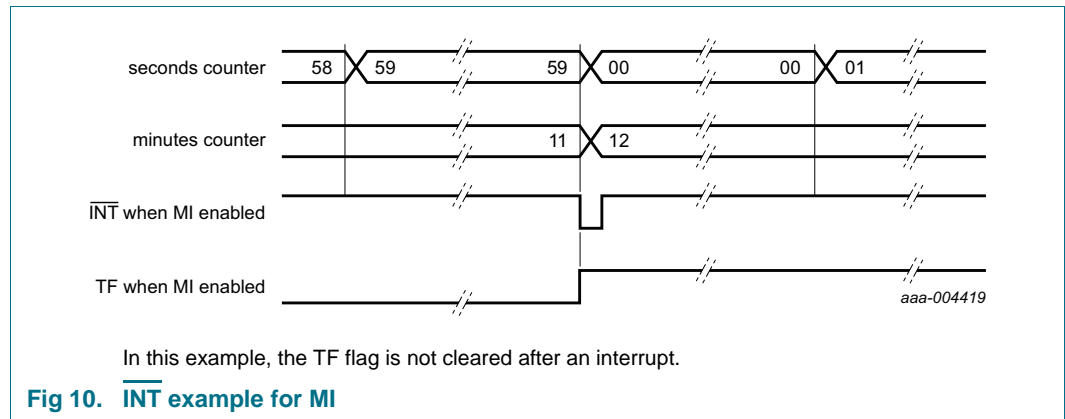 seconds counter 58 59 59 00 00 01
minutes counter 11 12
INT when MI enabled
TF when MI enabled
aaa-004419
In this example, the TF flag is not cleared after an interrupt.
Fig 10. INT example for MI